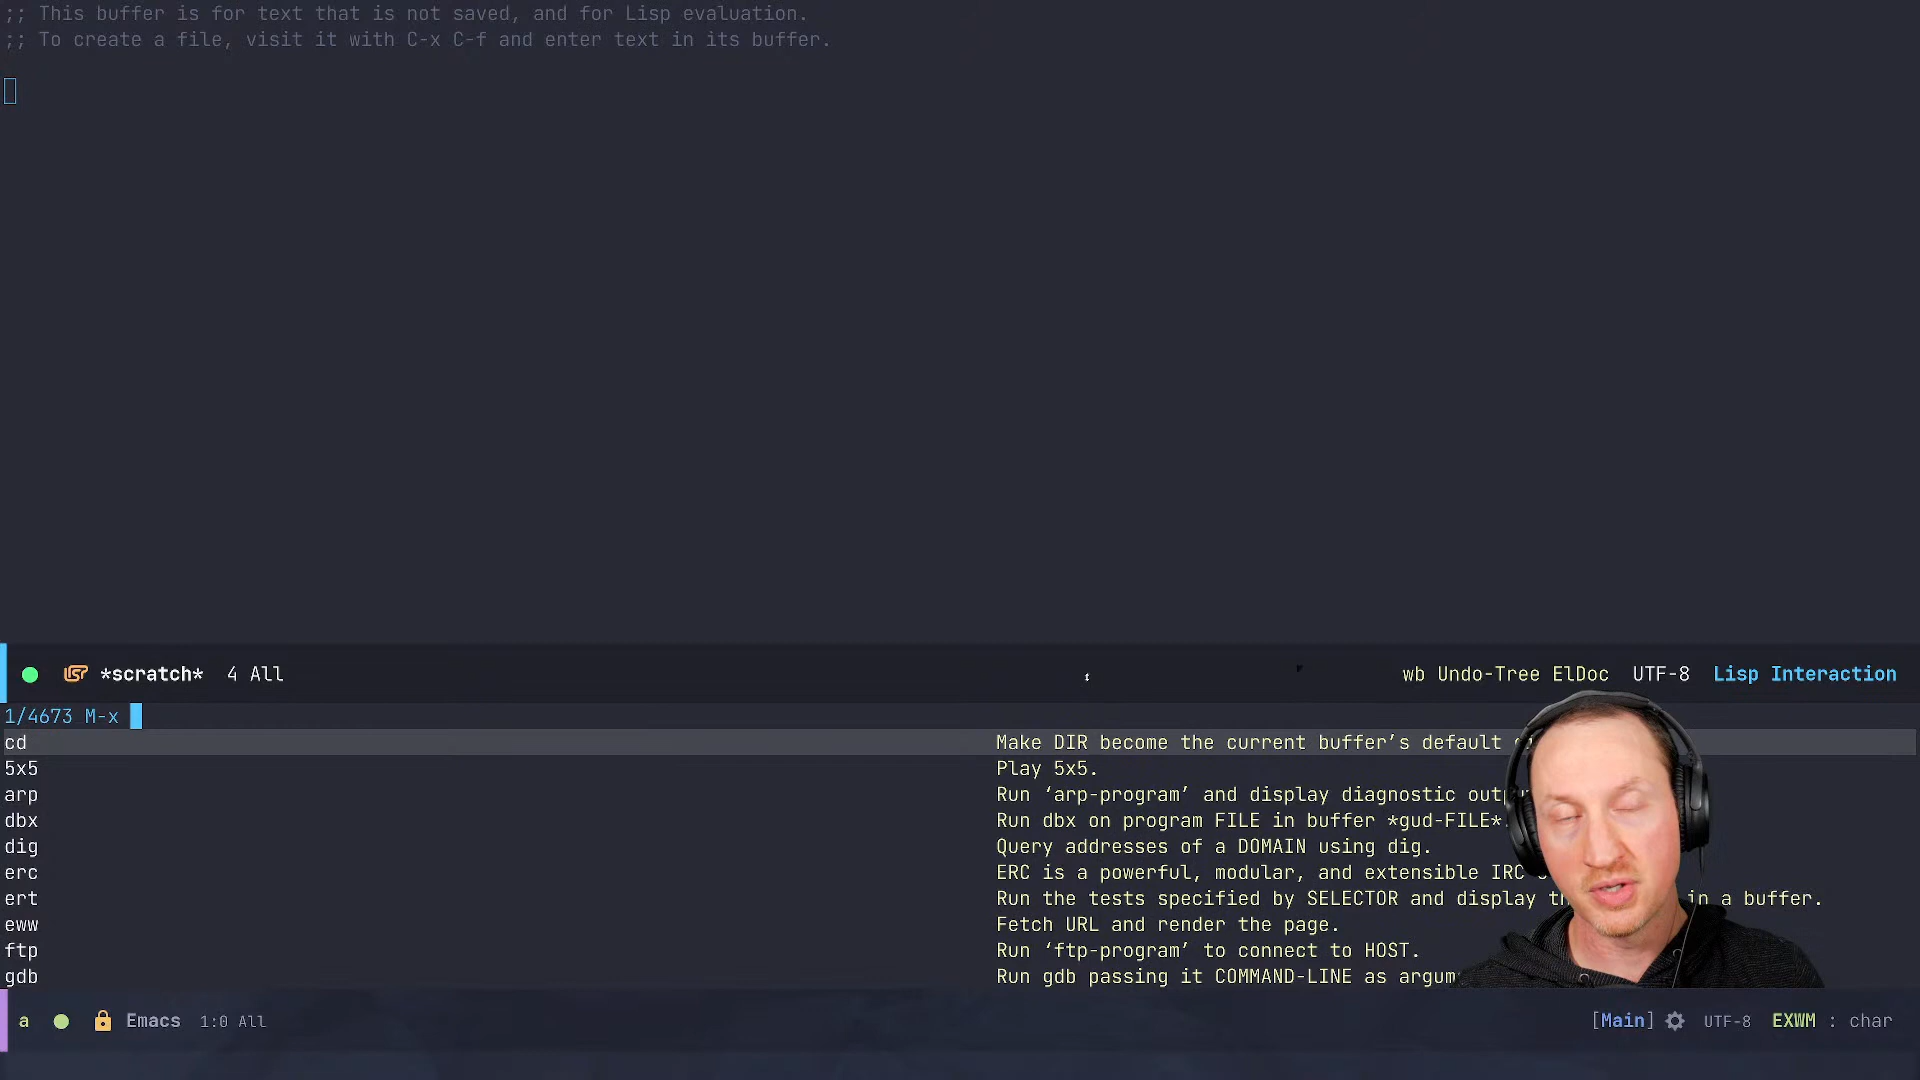 ;; This buffer is for text that is not saved, and for Lisp evaluation.
;; To create a file, visit it with C-x C-f and enter text in its buffer.
*scratch* 4 All wb Undo-Tree ElDoc UTF-8 Lisp Interaction
1/4673 M-x
cd Make DIR become the current buffer’s default
5x5 Play 5x5.
arp Run ‘arp-program’ and display diagnostic
dbx Run dbx on program FILE in buffer *gud-FILE*.
dig Query addresses of a DOMAIN using dig.
erc ERC is a powerful, modular, and extensible IRC
ert Run the tests specified by SELECTOR and display in a buffer.
eww Fetch URL and render the page.
ftp Run ‘ftp-program’ to connect to HOST.
gdb Run gdb passing it COMMAND-LINE as
a Emacs 1:0 All [Main] UTF-8 EXWM : char